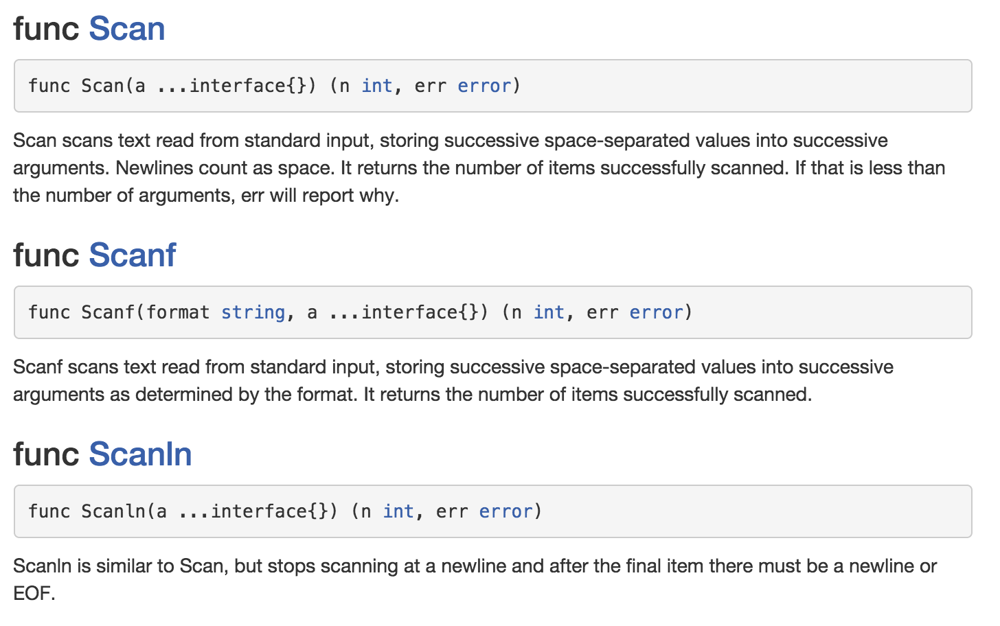 func Scan
func Scan(a ...interface{}) (n int, err error)
Scan scans text read from standard input, storing successive space-separated values into successive
arguments. Newlines count as space. It returns the number of items successfully scanned. If that is less than
the number of arguments, err will report why.
func Scanf
func Scanf(format string, a ...interface{}) (n int, err error)
Scanf scans text read from standard input, storing successive space-separated values into successive
arguments as determined by the format. It returns the number of items successfully scanned.
func Scanln
func Scanln(a ...interface{}) (n int, err error)
Scanln is similar to Scan, but stops scanning at a newline and after the final item there must be a newline or
EOF.